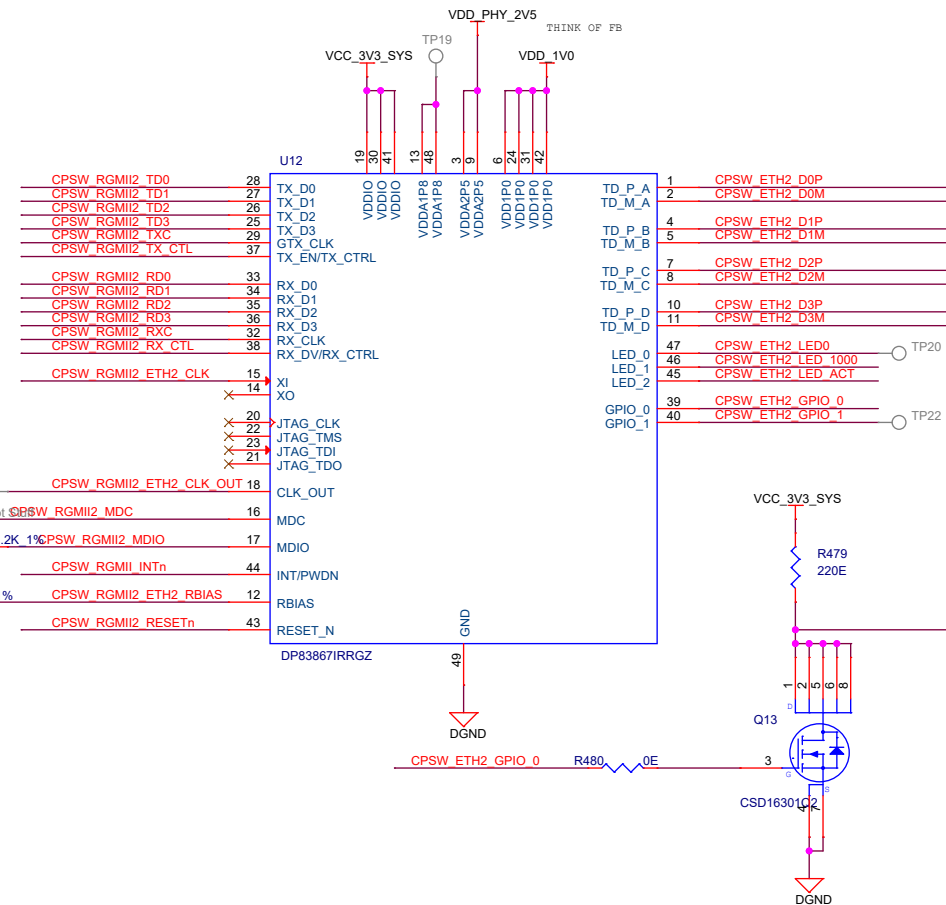 VDD_PHY_2V5
THINK OF FB
TP19
VCC_3V3_SYS
VDD_1V0
U12
19 30 41 13 48 3 9 6 24 31 42
VDDIO VDDIO VDDIO VDDA1P8 VDDA1P8 VDDA2P5 VDDA2P5 VDD1P0 VDD1P0 VDD1P0 VDD1P0
CPSW_RGMII2_TD0 28 TX_D0
CPSW_RGMII2_TD1 27 TX_D1
CPSW_RGMII2_TD2 26 TX_D2
CPSW_RGMII2_TD3 25 TX_D3
CPSW_RGMII2_TXC 29 GTX_CLK
CPSW_RGMII2_TX_CTL 37 TX_EN/TX_CTRL
CPSW_RGMII2_RD0 33 RX_D0
CPSW_RGMII2_RD1 34 RX_D1
CPSW_RGMII2_RD2 35 RX_D2
CPSW_RGMII2_RD3 36 RX_D3
CPSW_RGMII2_RXC 32 RX_CLK
CPSW_RGMII2_RX_CTL 38 RX_DV/RX_CTRL
CPSW_RGMII2_ETH2_CLK 15 XI
14 XO
20 JTAG_CLK
22 JTAG_TMS
23 JTAG_TDI
21 JTAG_TDO
CPSW_RGMII2_ETH2_CLK_OUT 18 CLK_OUT
CPSW_RGMII2_MDC 16 MDC
.2K_1% CPSW_RGMII2_MDIO 17 MDIO
CPSW_RGMII_INTn 44 INT/PWDN
% CPSW_RGMII2_ETH2_RBIAS 12 RBIAS
CPSW_RGMII2_RESETn 43 RESET_N
TD_P_A 1 CPSW_ETH2_D0P
TD_M_A 2 CPSW_ETH2_D0M
TD_P_B 4 CPSW_ETH2_D1P
TD_M_B 5 CPSW_ETH2_D1M
TD_P_C 7 CPSW_ETH2_D2P
TD_M_C 8 CPSW_ETH2_D2M
TD_P_D 10 CPSW_ETH2_D3P
TD_M_D 11 CPSW_ETH2_D3M
LED_0 47 CPSW_ETH2_LED0 TP20
LED_1 46 CPSW_ETH2_LED_1000
LED_2 45 CPSW_ETH2_LED_ACT
GPIO_0 39 CPSW_ETH2_GPIO_0
GPIO_1 40 CPSW_ETH2_GPIO_1 TP22
GND
49
DP83867IRRGZ
DGND
VCC_3V3_SYS
R479
220E
1 2 5 6 8
D
Q13
CPSW_ETH2_GPIO_0 R480 0E 3
G
S
CSD16301Q2
4 7
DGND